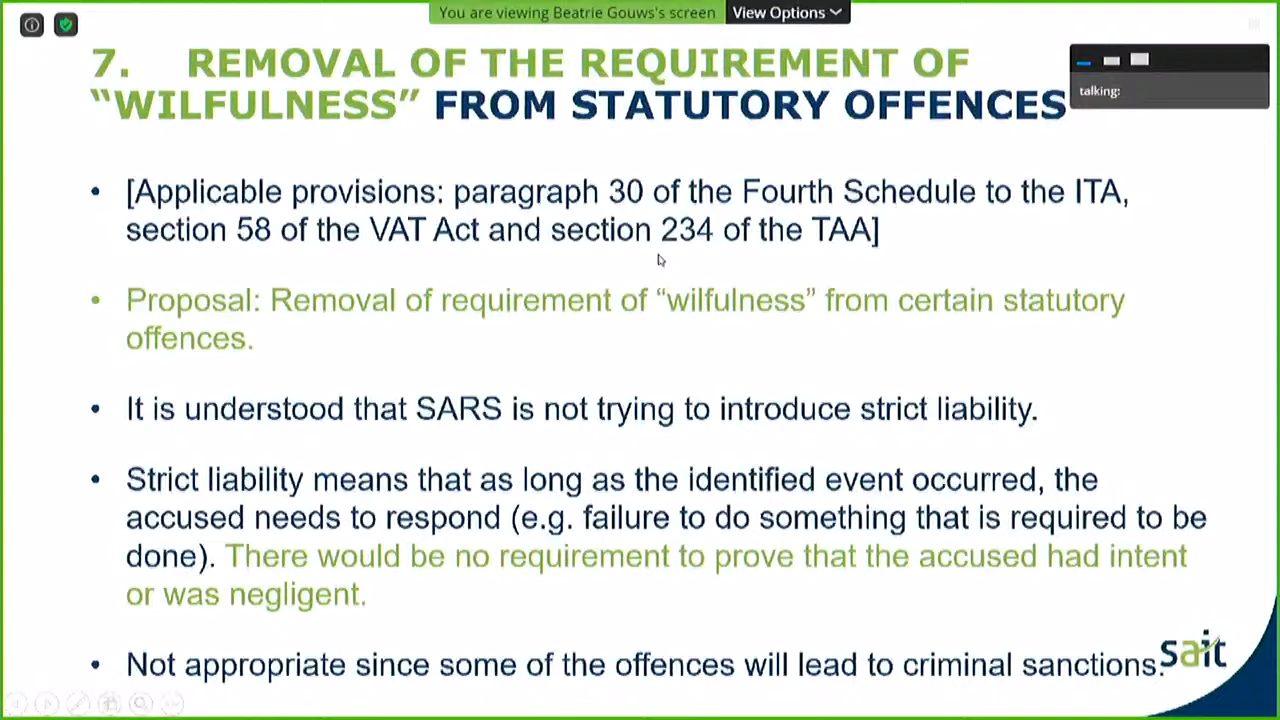 You are viewing Beatrie Gouws's screen
View Options
7. REMOVAL OF THE REQUIREMENT OF
“WILFULNESS” FROM STATUTORY OFFENCES
talking:
• [Applicable provisions: paragraph 30 of the Fourth Schedule to the ITA,
section 58 of the VAT Act and section 234 of the TAA]
• Proposal: Removal of requirement of “wilfulness” from certain statutory
offences.
• It is understood that SARS is not trying to introduce strict liability.
• Strict liability means that as long as the identified event occurred, the
accused needs to respond (e.g. failure to do something that is required to be
done). There would be no requirement to prove that the accused had intent
or was negligent.
• Not appropriate since some of the offences will lead to criminal sanctions.
sait